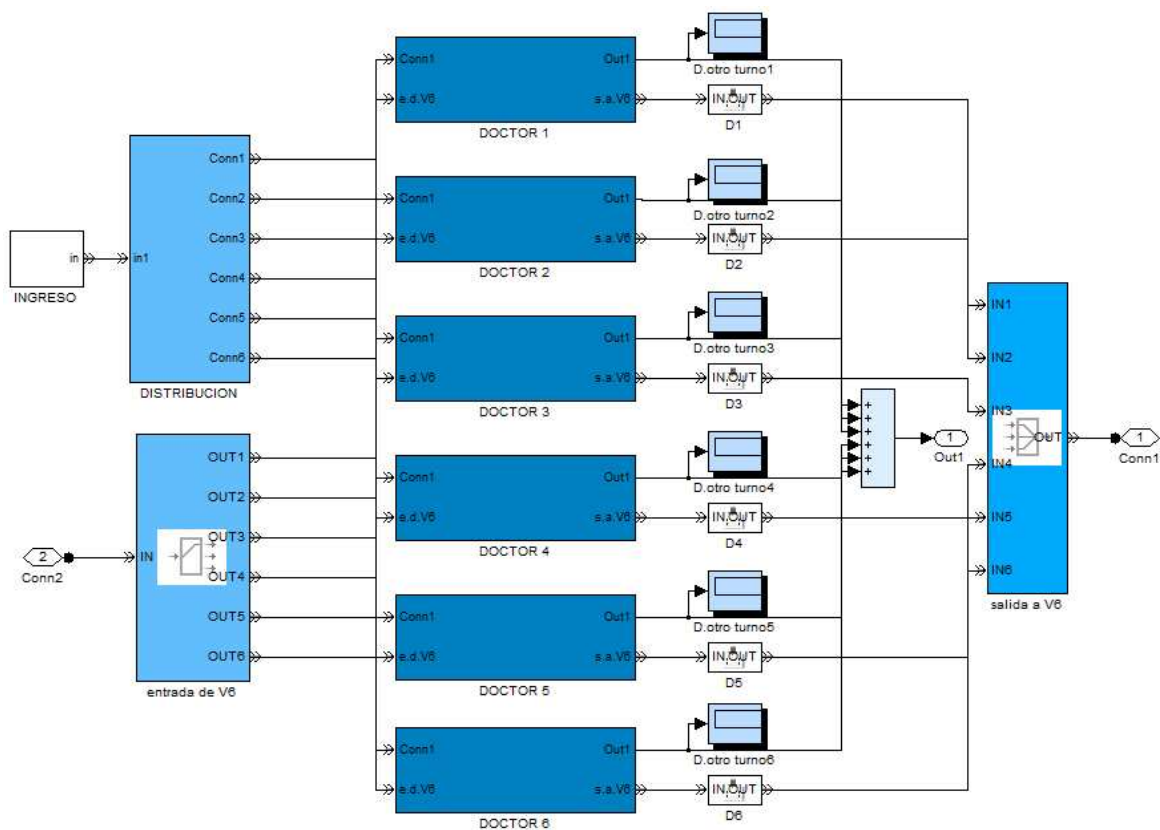 in
INGRESO
in1
Conn1
Conn2
Conn3
Conn4
Conn5
Conn6
DISTRIBUCION
2
Conn2
IN
OUT1
OUT2
OUT3
OUT4
OUT5
OUT6
entrada de V6
Conn1
Out1
e.d.V6
s.a.V6
DOCTOR 1
D.otro turno1
IN OUT
D1
Conn1
Out1
e.d.V6
s.a.V6
DOCTOR 2
D.otro turno2
IN OUT
D2
Conn1
Out1
e.d.V6
s.a.V6
DOCTOR 3
D.otro turno3
IN OUT
D3
Conn1
Out1
e.d.V6
s.a.V6
DOCTOR 4
D.otro turno4
IN OUT
D4
Conn1
Out1
e.d.V6
s.a.V6
DOCTOR 5
D.otro turno5
IN OUT
D5
Conn1
Out1
e.d.V6
s.a.V6
DOCTOR 6
D.otro turno6
IN OUT
D6
+
+
+
+
+
+
1
Out1
IN1
IN2
IN3
IN4
IN5
IN6
OUT
salida a V6
1
Conn1